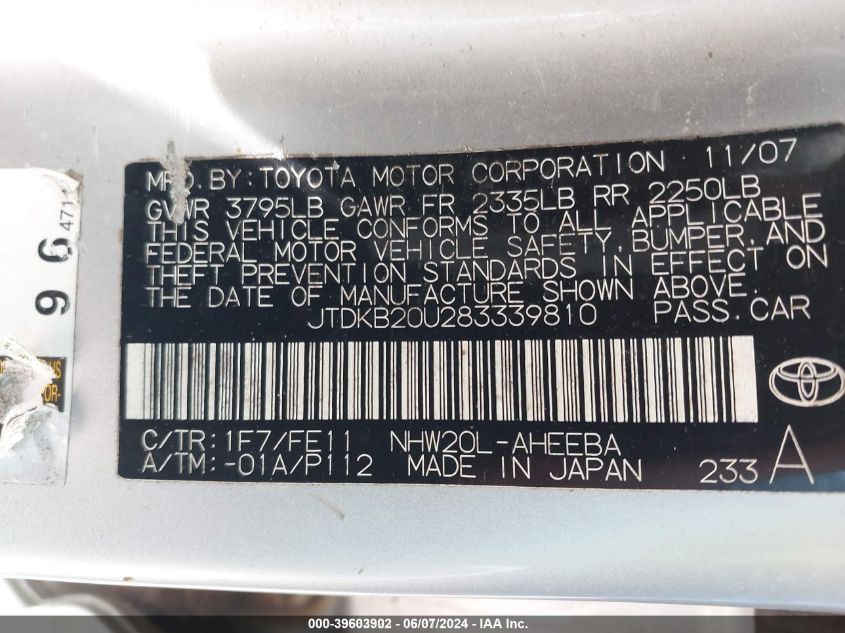 MFD. BY: TOYOTA MOTOR CORPORATION 11/07
GVWR 3795LB GAWR FR 2335LB RR 2250LB
THIS VEHICLE CONFORMS TO ALL APPLICABLE
FEDERAL MOTOR VEHICLE SAFETY, BUMPER, AND
THEFT PREVENTION STANDARDS IN EFFECT ON
THE DATE OF MANUFACTURE SHOWN ABOVE.
JTDKB20U283339810 PASS.CAR
C/TR: 1F7/FE11 NHW20L-AHEEBA
A/TM: -01A/P112 MADE IN JAPAN 233 A
96
000-39603902 - 06/07/2024 - IAA Inc.